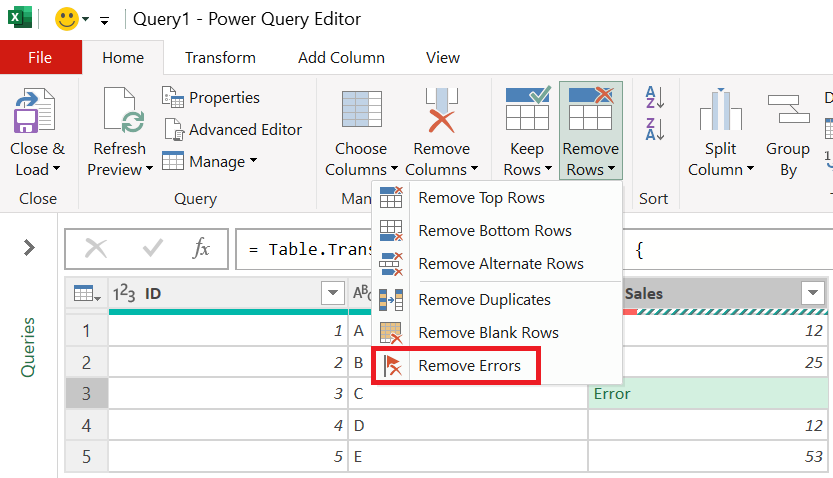 Query1 - Power Query Editor
File Home Transform Add Column View
Close & Load
Close
Refresh Preview
Properties
Advanced Editor
Manage
Query
Choose Columns
Remove Columns
Man
Keep Rows
Remove Rows
Sort
Split Column
Group By
Remove Top Rows
Remove Bottom Rows
Remove Alternate Rows
Remove Duplicates
Remove Blank Rows
Remove Errors
Queries
fx
= Table.Trans {
123 ID ABC Sales
1 1 A 12
2 2 B 25
3 3 C Error
4 4 D 12
5 5 E 53